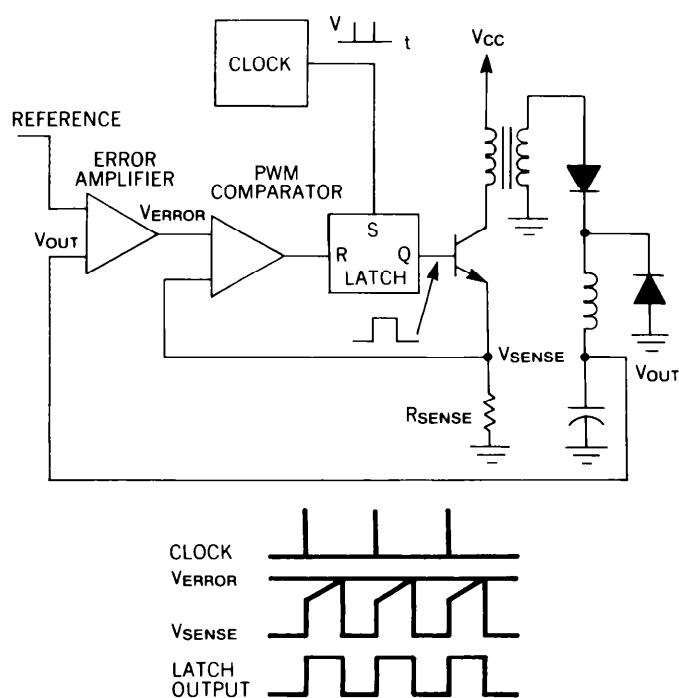 V
t
CLOCK
VCC
REFERENCE
ERROR
AMPLIFIER
PWM
COMPARATOR
VERROR
VOUT
S
R
Q
LATCH
VSENSE
VOUT
RSENSE
CLOCK
VERROR
VSENSE
LATCH
OUTPUT